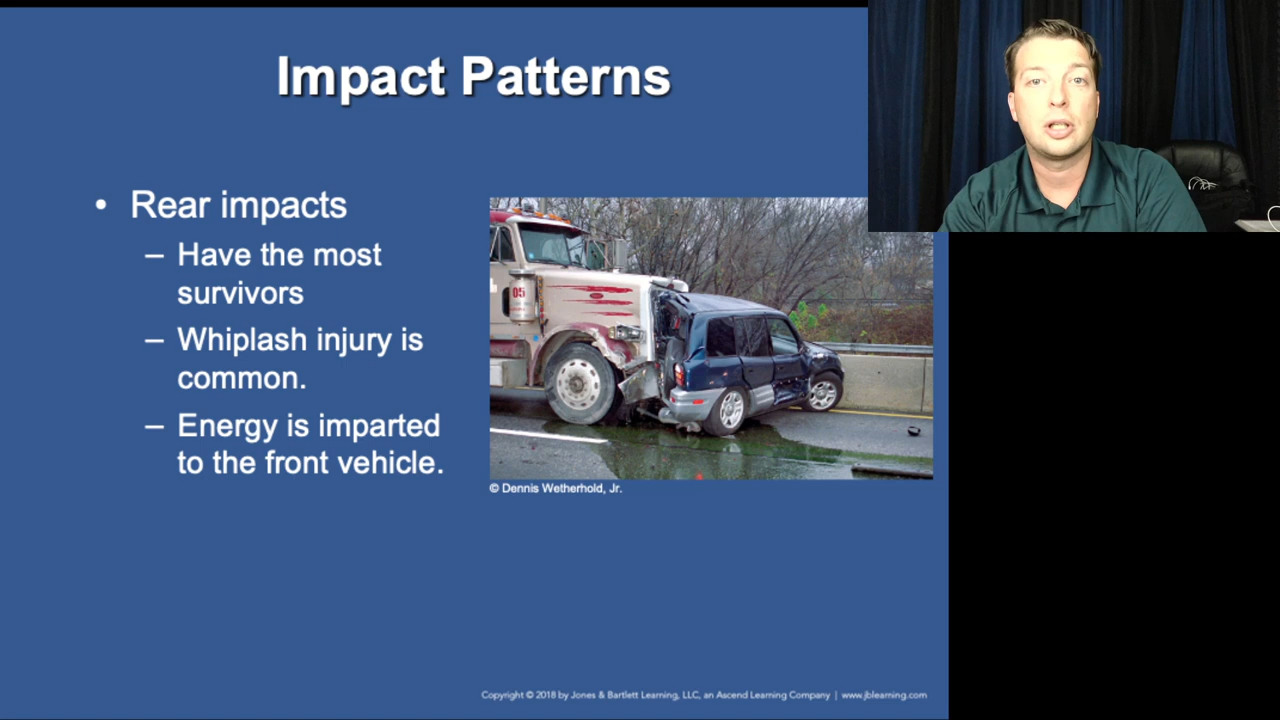 Impact Patterns
• Rear impacts
– Have the most
survivors
– Whiplash injury is
common.
– Energy is imparted
to the front vehicle.
05
© Dennis Wetherhold, Jr.
Copyright © 2018 by Jones & Bartlett Learning, LLC, an Ascend Learning Company | www.jblearning.com